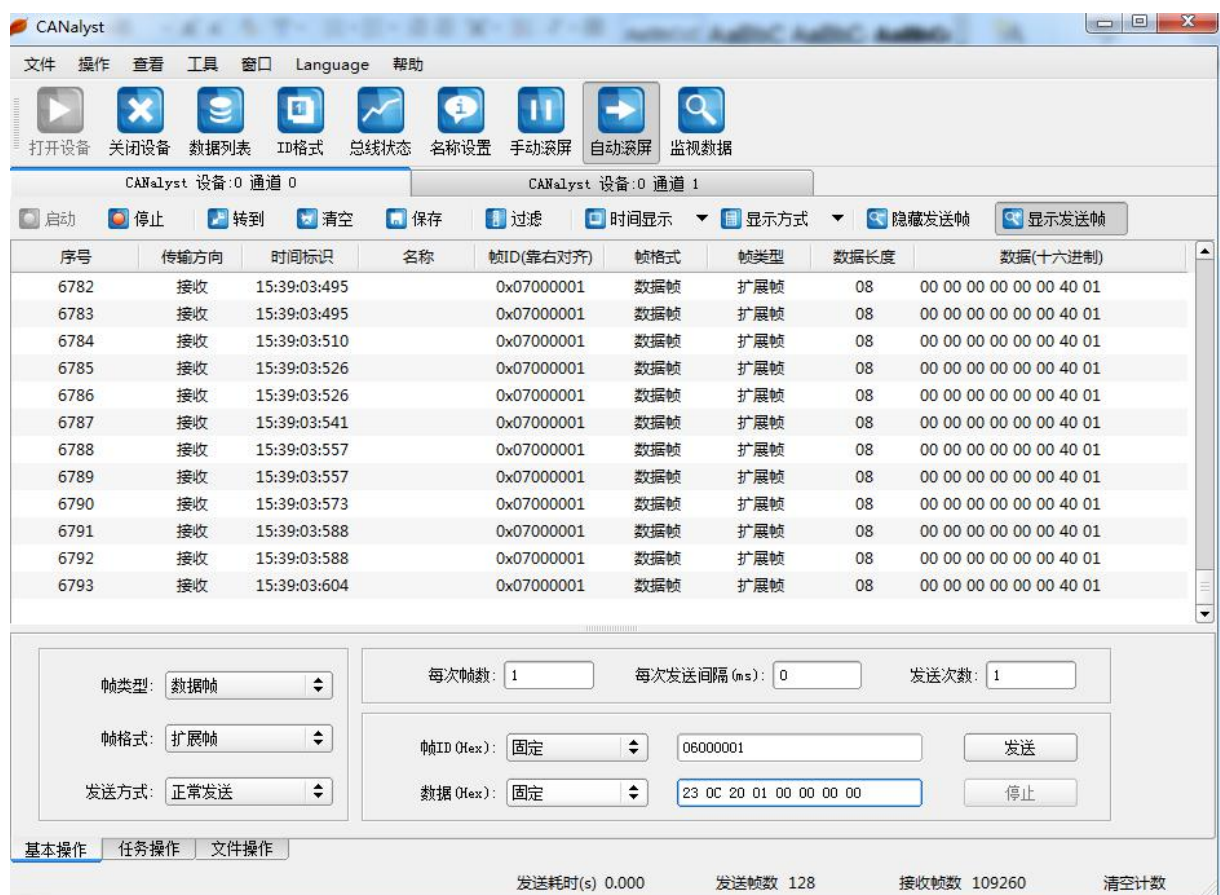 CANalyst
文件 操作 查看 工具 窗口 Language 帮助
打开设备 关闭设备 数据列表 ID格式 总线状态 名称设置 手动滚屏 自动滚屏 监视数据
CANalyst 设备:0 通道 0 CANalyst 设备:0 通道 1
启动 停止 转到 清空 保存 过滤 时间显示 显示方式 隐藏发送帧 显示发送帧
序号 传输方向 时间标识 名称 帧ID(靠右对齐) 帧格式 帧类型 数据长度 数据(十六进制)
6782 接收 15:39:03:495 0x07000001 数据帧 扩展帧 08 00 00 00 00 00 00 40 01
6783 接收 15:39:03:495 0x07000001 数据帧 扩展帧 08 00 00 00 00 00 00 40 01
6784 接收 15:39:03:510 0x07000001 数据帧 扩展帧 08 00 00 00 00 00 00 40 01
6785 接收 15:39:03:526 0x07000001 数据帧 扩展帧 08 00 00 00 00 00 00 40 01
6786 接收 15:39:03:526 0x07000001 数据帧 扩展帧 08 00 00 00 00 00 00 40 01
6787 接收 15:39:03:541 0x07000001 数据帧 扩展帧 08 00 00 00 00 00 00 40 01
6788 接收 15:39:03:557 0x07000001 数据帧 扩展帧 08 00 00 00 00 00 00 40 01
6789 接收 15:39:03:557 0x07000001 数据帧 扩展帧 08 00 00 00 00 00 00 40 01
6790 接收 15:39:03:573 0x07000001 数据帧 扩展帧 08 00 00 00 00 00 00 40 01
6791 接收 15:39:03:588 0x07000001 数据帧 扩展帧 08 00 00 00 00 00 00 40 01
6792 接收 15:39:03:588 0x07000001 数据帧 扩展帧 08 00 00 00 00 00 00 40 01
6793 接收 15:39:03:604 0x07000001 数据帧 扩展帧 08 00 00 00 00 00 00 40 01
每次帧数: 1 每次发送间隔(ms): 0 发送次数: 1
帧类型: 数据帧
帧格式: 扩展帧
帧ID(Hex): 固定 06000001 发送
发送方式: 正常发送
数据(Hex): 固定 23 0C 20 01 00 00 00 00 停止
基本操作 任务操作 文件操作
发送耗时(s) 0.000 发送帧数 128 接收帧数 109260 清空计数